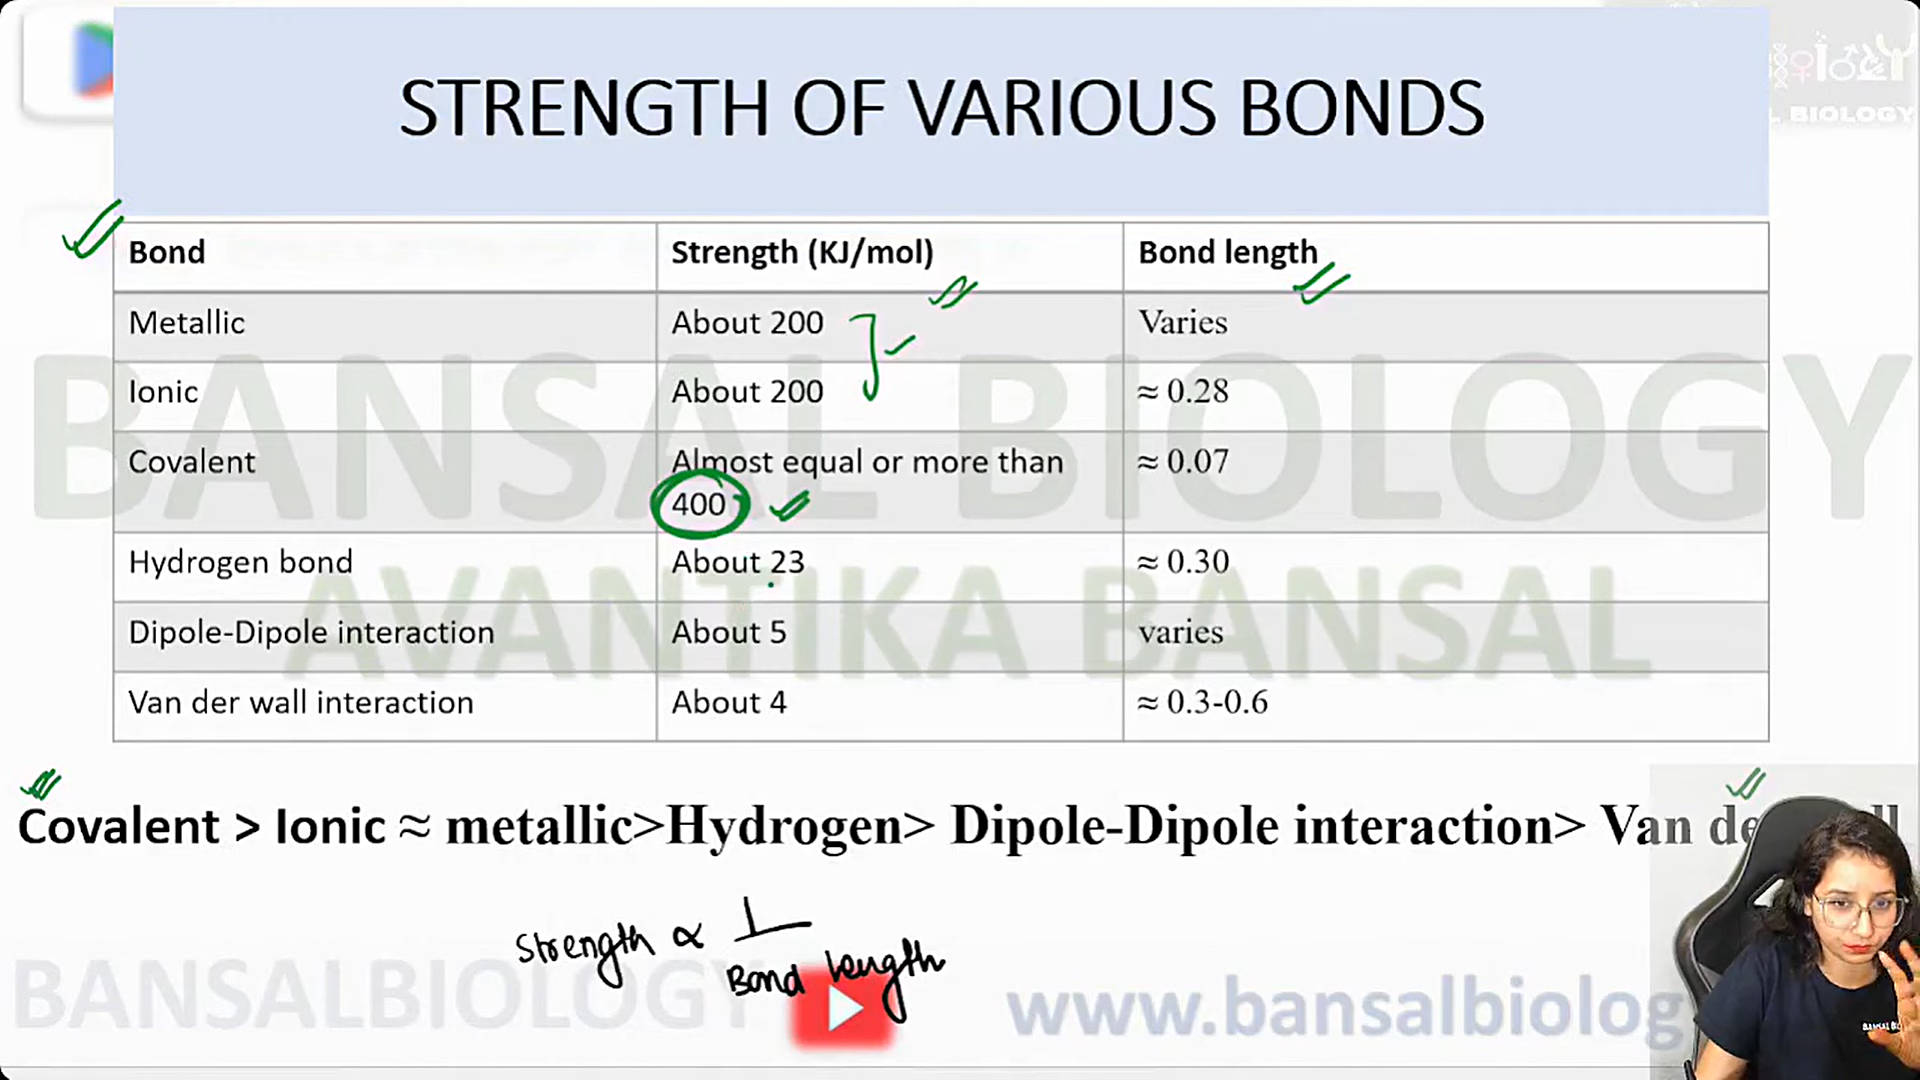 STRENGTH OF VARIOUS BONDS
BIOLOGY
Bond Strength (KJ/mol) Bond length
Metallic About 200 Varies
Ionic About 200 ≈ 0.28
Covalent Almost equal or more than
400 ≈ 0.07
Hydrogen bond About 23 ≈ 0.30
Dipole-Dipole interaction About 5 varies
Van der wall interaction About 4 ≈ 0.3-0.6
BANSAL BIOLOGY
AVANTIKA BANSAL
Covalent > Ionic ≈ metallic>Hydrogen> Dipole-Dipole interaction> Van de
Strength ∝ 1
Bond length
BANSALBIOLOGY
www.bansalbiolog